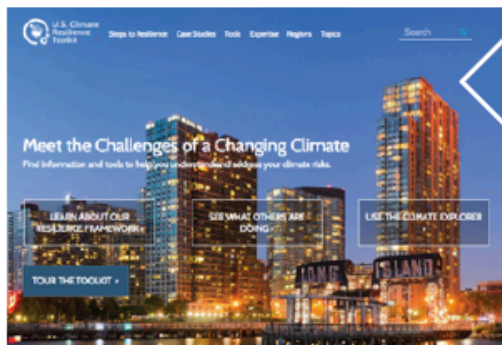 U.S. Climate
Resilience
Toolkit
Steps to Resilience Case Studies Tools Expertise Regions Topics
Search
Meet the Challenges of a Changing Climate
Find information and tools to help you understand and address your climate risks.
LEARN ABOUT OUR
RESILIENCE FRAMEWORK ›
SEE WHAT OTHERS ARE
DOING ›
USE THE CLIMATE EXPLORER
TOUR THE TOOLKIT ˅
LONG ISLAND